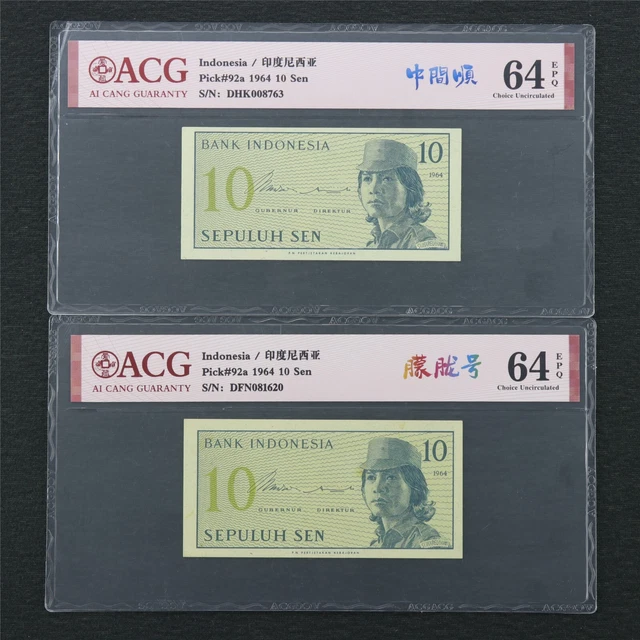 ACG
AI CANG GUARANTY
Indonesia / 印度尼西亚
Pick#92a 1964 10 Sen
S/N: DHK008763
中間順
64 EPQ
Choice Uncirculated
BANK INDONESIA
10
10
1964
GUBERNUR DIREKTUR
SEPULUH SEN
ACG
AI CANG GUARANTY
Indonesia / 印度尼西亚
Pick#92a 1964 10 Sen
S/N: DFN081620
朦胧号
64 EPQ
Choice Uncirculated
BANK INDONESIA
10
10
1964
GUBERNUR DIREKTUR
SEPULUH SEN